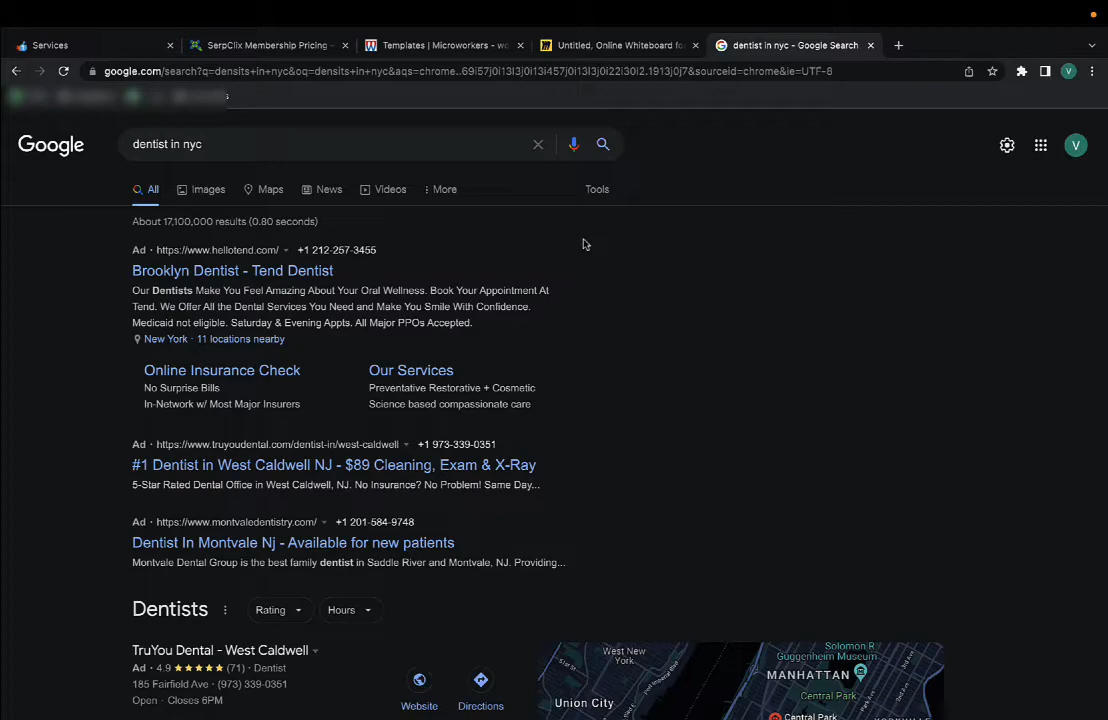 Services
SerpClix Membership Pricing -
Templates | Microworkers - wo
Untitled, Online Whiteboard for
dentist in nyc - Google Search
google.com/search?q=densits+in+nyc&oq=densits+in+nyc&aqs=chrome..69i57j0i13l3j0i13i457j0i13l3j0i22i30l2.1913j0j7&sourceid=chrome&ie=UTF-8
V
Google
dentist in nyc
V
All
Images
Maps
News
Videos
More
Tools
About 17,100,000 results (0.80 seconds)
Ad · https://www.hellotend.com/ +1 212-257-3455
Brooklyn Dentist - Tend Dentist
Our Dentists Make You Feel Amazing About Your Oral Wellness. Book Your Appointment At
Tend. We Offer All the Dental Services You Need and Make You Smile With Confidence.
Medicaid not eligible. Saturday & Evening Appts. All Major PPOs Accepted.
New York · 11 locations nearby
Online Insurance Check
No Surprise Bills
In-Network w/ Most Major Insurers
Our Services
Preventative Restorative + Cosmetic
Science based compassionate care
Ad · https://www.truyoudental.com/dentist-in/west-caldwell +1 973-339-0351
#1 Dentist in West Caldwell NJ - $89 Cleaning, Exam & X-Ray
5-Star Rated Dental Office in West Caldwell, NJ. No Insurance? No Problem! Same Day...
Ad · https://www.montvaledentistry.com/ +1 201-584-9748
Dentist In Montvale Nj - Available for new patients
Montvale Dental Group is the best family dentist in Saddle River and Montvale, NJ. Providing...
Dentists
Rating
Hours
TruYou Dental - West Caldwell
Ad · 4.9 ★★★★★ (71) · Dentist
185 Fairfield Ave · (973) 339-0351
Open · Closes 6PM
Website
Directions
West New
York
Union City
Solomon R
Guggenheim Museum
MANHATTAN
Central Park
Central Park